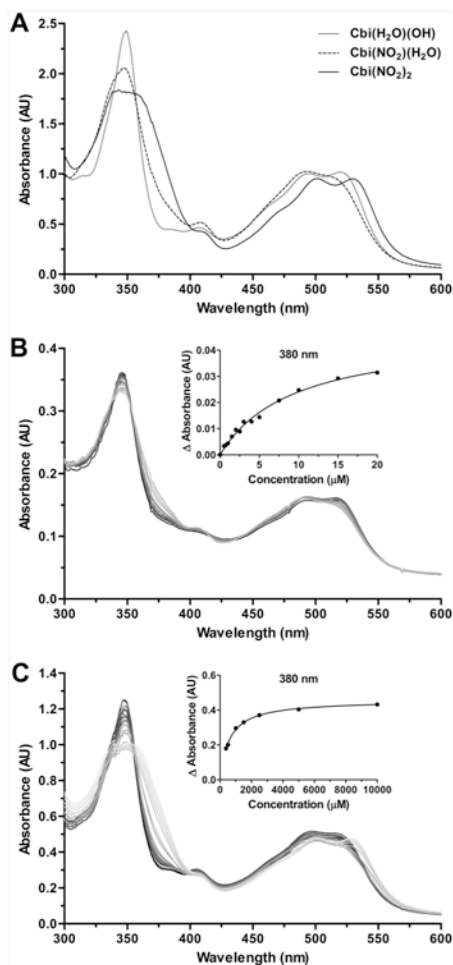 A
Cbi(H₂O)(OH)
Cbi(NO₂)(H₂O)
Cbi(NO₂)₂
Absorbance (AU)
2.5
2.0
1.5
1.0
0.5
0.0
300 350 400 450 500 550 600
Wavelength (nm)
B
Absorbance (AU)
0.4
0.3
0.2
0.1
0.0
300 350 400 450 500 550 600
Wavelength (nm)
380 nm
Δ Absorbance (AU)
0.04
0.03
0.02
0.01
0.00
0 5 10 15 20
Concentration (μM)
C
Absorbance (AU)
1.4
1.2
1.0
0.8
0.6
0.4
0.2
0.0
300 350 400 450 500 550 600
Wavelength (nm)
380 nm
Δ Absorbance (AU)
0.6
0.4
0.2
0.0
0 2000 4000 6000 8000 10000
Concentration (μM)